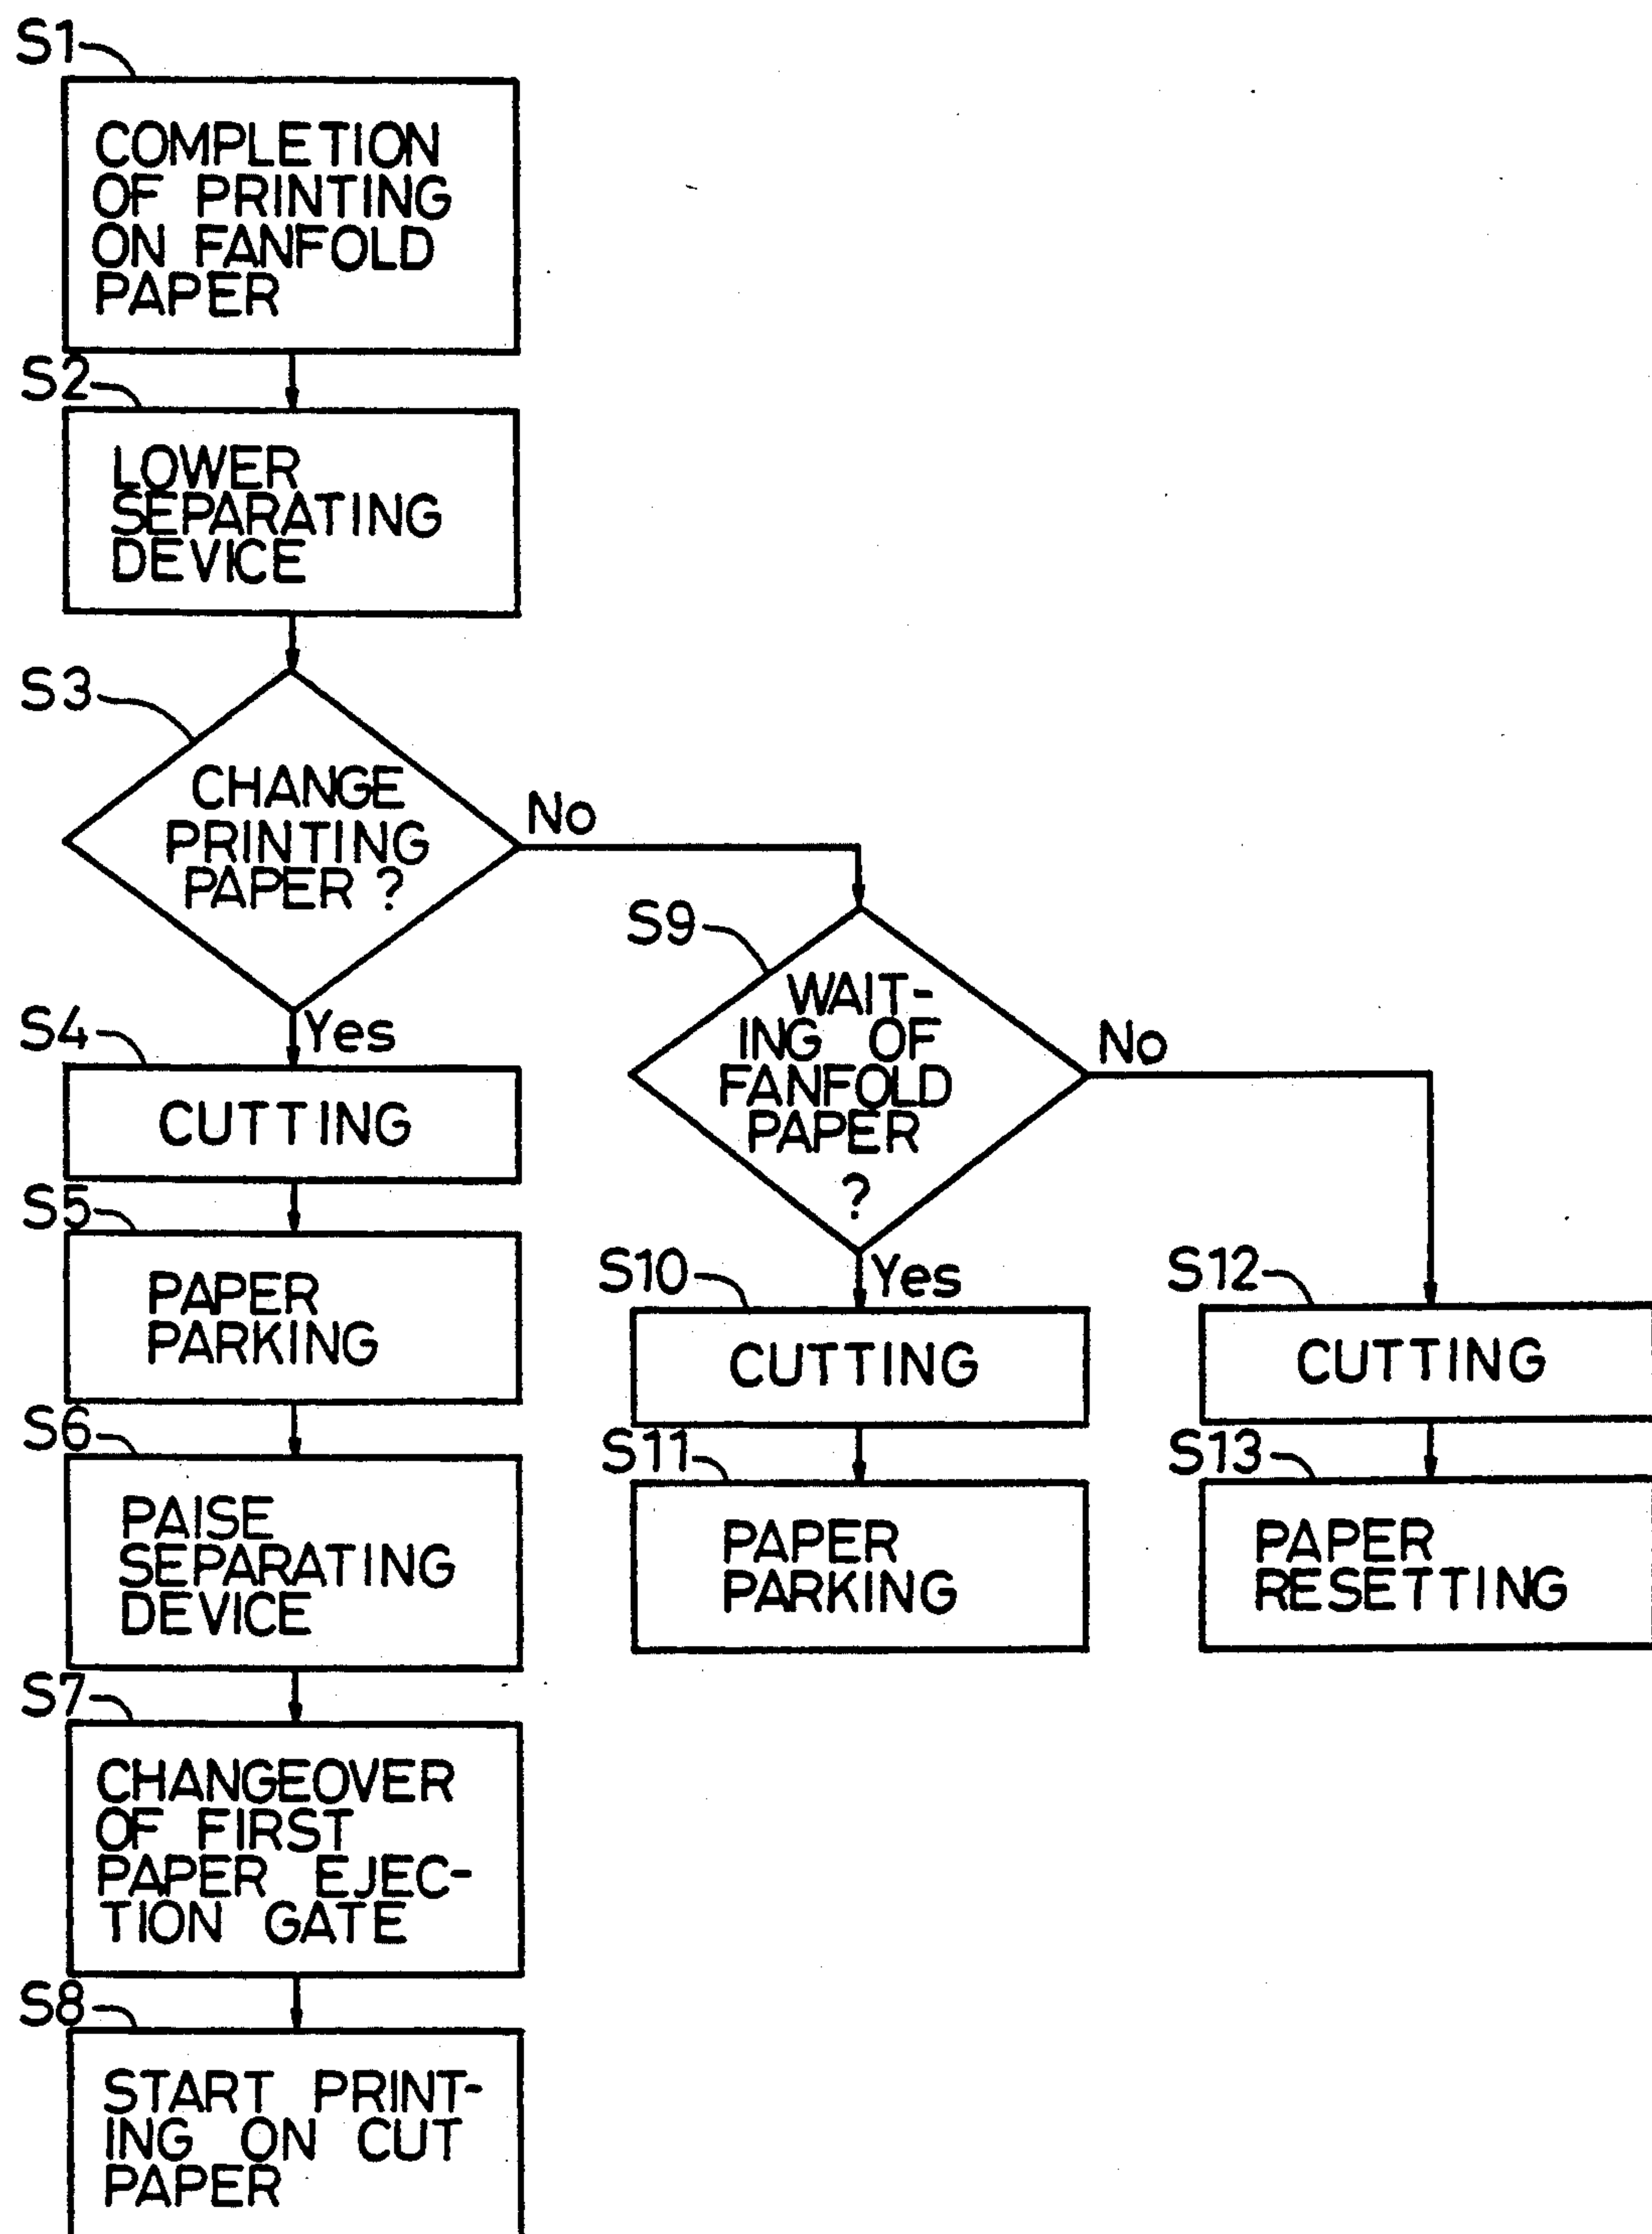 S1
COMPLETION
OF PRINTING
ON FANFOLD
PAPER
S2
LOWER
SEPARATING
DEVICE
S3
CHANGE
PRINTING
PAPER ?
No
Yes
S4
CUTTING
S5
PAPER
PARKING
S6
PAISE
SEPARATING
DEVICE
S7
CHANGEOVER
OF FIRST
PAPER EJEC-
TION GATE
S8
START PRINT-
ING ON CUT
PAPER
S9
WAIT-
ING OF
FANFOLD
PAPER
?
No
Yes
S10
CUTTING
S11
PAPER
PARKING
S12
CUTTING
S13
PAPER
RESETTING